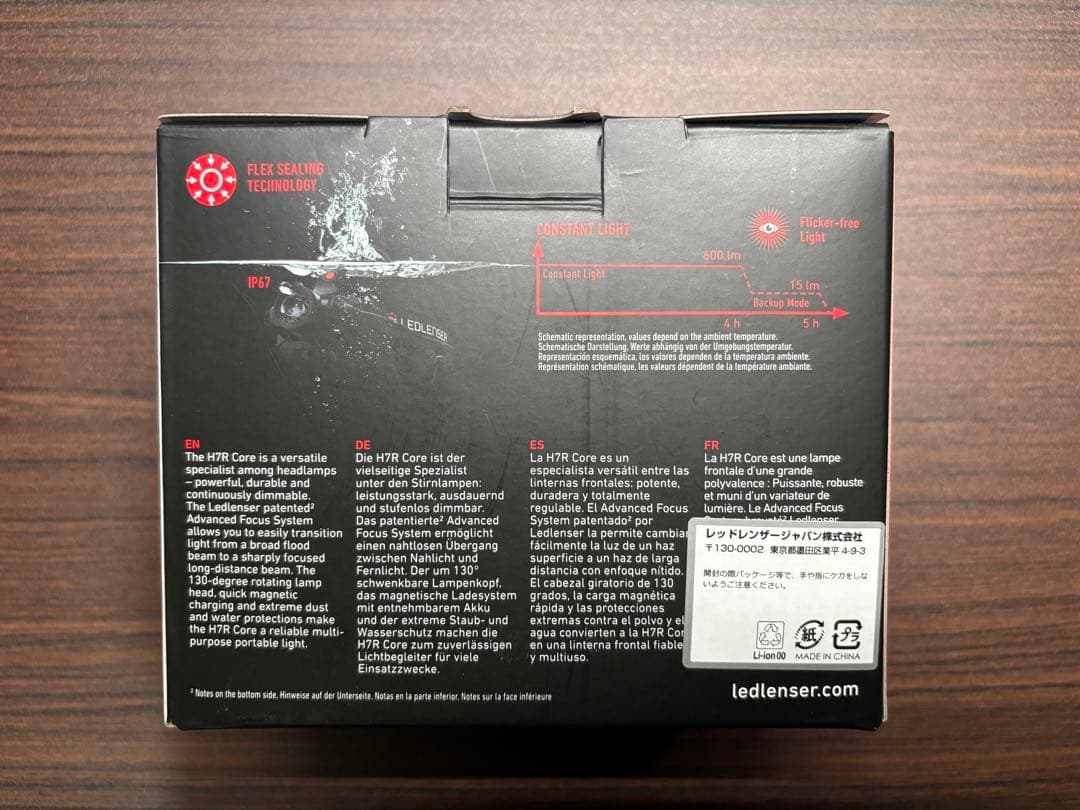 FLEX SEALING
TECHNOLOGY
IP67
LEDLENSER
CONSTANT LIGHT
Flicker-free
Light
600 lm
Constant Light
15 lm
Backup Mode
4 h
5 h
Schematic representation, values depend on the ambient temperature.
Schematische Darstellung, Werte abhängig von der Umgebungstemperatur.
Representación esquemática, los valores dependen de la temperatura ambiente.
Représentation schématique, les valeurs dépendent de la température ambiante.
EN
The H7R Core is a versatile
specialist among headlamps
– powerful, durable and
continuously dimmable.
The Ledlenser patented²
Advanced Focus System
allows you to easily transition
light from a broad flood
beam to a sharply focused
long-distance beam. The
130-degree rotating lamp
head, quick magnetic
charging and extreme dust
and water protections make
the H7R Core a reliable multi-
purpose portable light.
DE
Die H7R Core ist der
vielseitige Spezialist
unter den Stirnlampen:
leistungsstark, ausdauernd
und stufenlos dimmbar.
Das patentierte² Advanced
Focus System ermöglicht
einen nahtlosen Übergang
zwischen Nahlicht und
Fernlicht. Der um 130°
schwenkbare Lampenkopf,
das magnetische Ladesystem
mit entnehmbarem Akku
und der extreme Staub- und
Wasserschutz machen die
H7R Core zum zuverlässigen
Lichtbegleiter für viele
Einsatzzwecke.
ES
La H7R Core es un
especialista versátil entre las
linternas frontales: potente,
duradera y totalmente
regulable. El Advanced Focus
System patentado² por
Ledlenser la permite cambiar
fácilmente la luz de un haz
superficie a un haz de larga
distancia con enfoque nítido.
El cabezal giratorio de 130
grados, la carga magnética
rápida y las protecciones
extremas contra el polvo y el
agua convierten a la H7R Cor
en una linterna frontal fiable
y multiuso.
FR
La H7R Core est une lampe
frontale d'une grande
polyvalence : Puissante, robuste
et muni d'un variateur de
lumière. Le Advanced Focus
Ledlenser
レッドレンザージャパン株式会社
〒130-0002 東京都墨田区業平 4-9-3
開封の際パッケージ等で、手や指にケガをしな
いようご注意ください。
Li-ion 00
紙
プラ
MADE IN CHINA
² Notes on the bottom side. Hinweise auf der Unterseite. Notas en la parte inferior. Notes sur la face inférieure
ledlenser.com